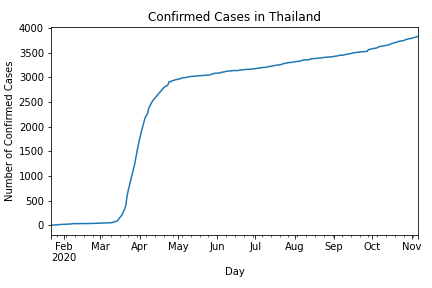 Confirmed Cases in Thailand
Number of Confirmed Cases
4000
3500
3000
2500
2000
1500
1000
500
0
Feb Mar Apr May Jun Jul Aug Sep Oct Nov
2020
Day